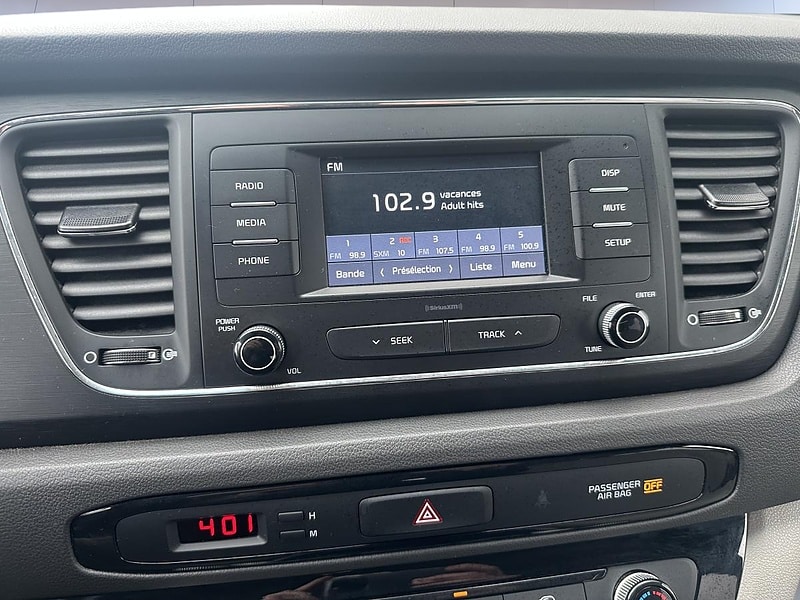 FM
102.9 vacances
Adult hits
1 2 3 4 5
FM 98.9 SXM 10 FM 107.5 FM 98.9 FM 100.9
Bande Présélection Liste Menu
RADIO
MEDIA
PHONE
DISP
MUTE
SETUP
SiriusXM
POWER
PUSH
VOL
SEEK
TRACK
FILE
ENTER
TUNE
401
H
M
PASSENGER
AIR BAG OFF